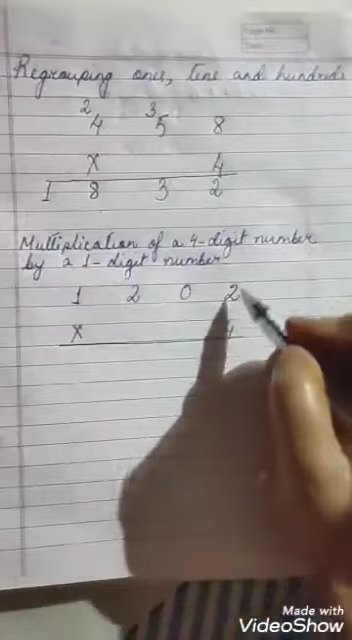 Regrouping ones, tens and hundreds
2 3
4 5 8
x 4
1 8 3 2
Multiplication of a 4-digit number
by a 1-digit number
1 2 0 2
x
Made with
VideoShow